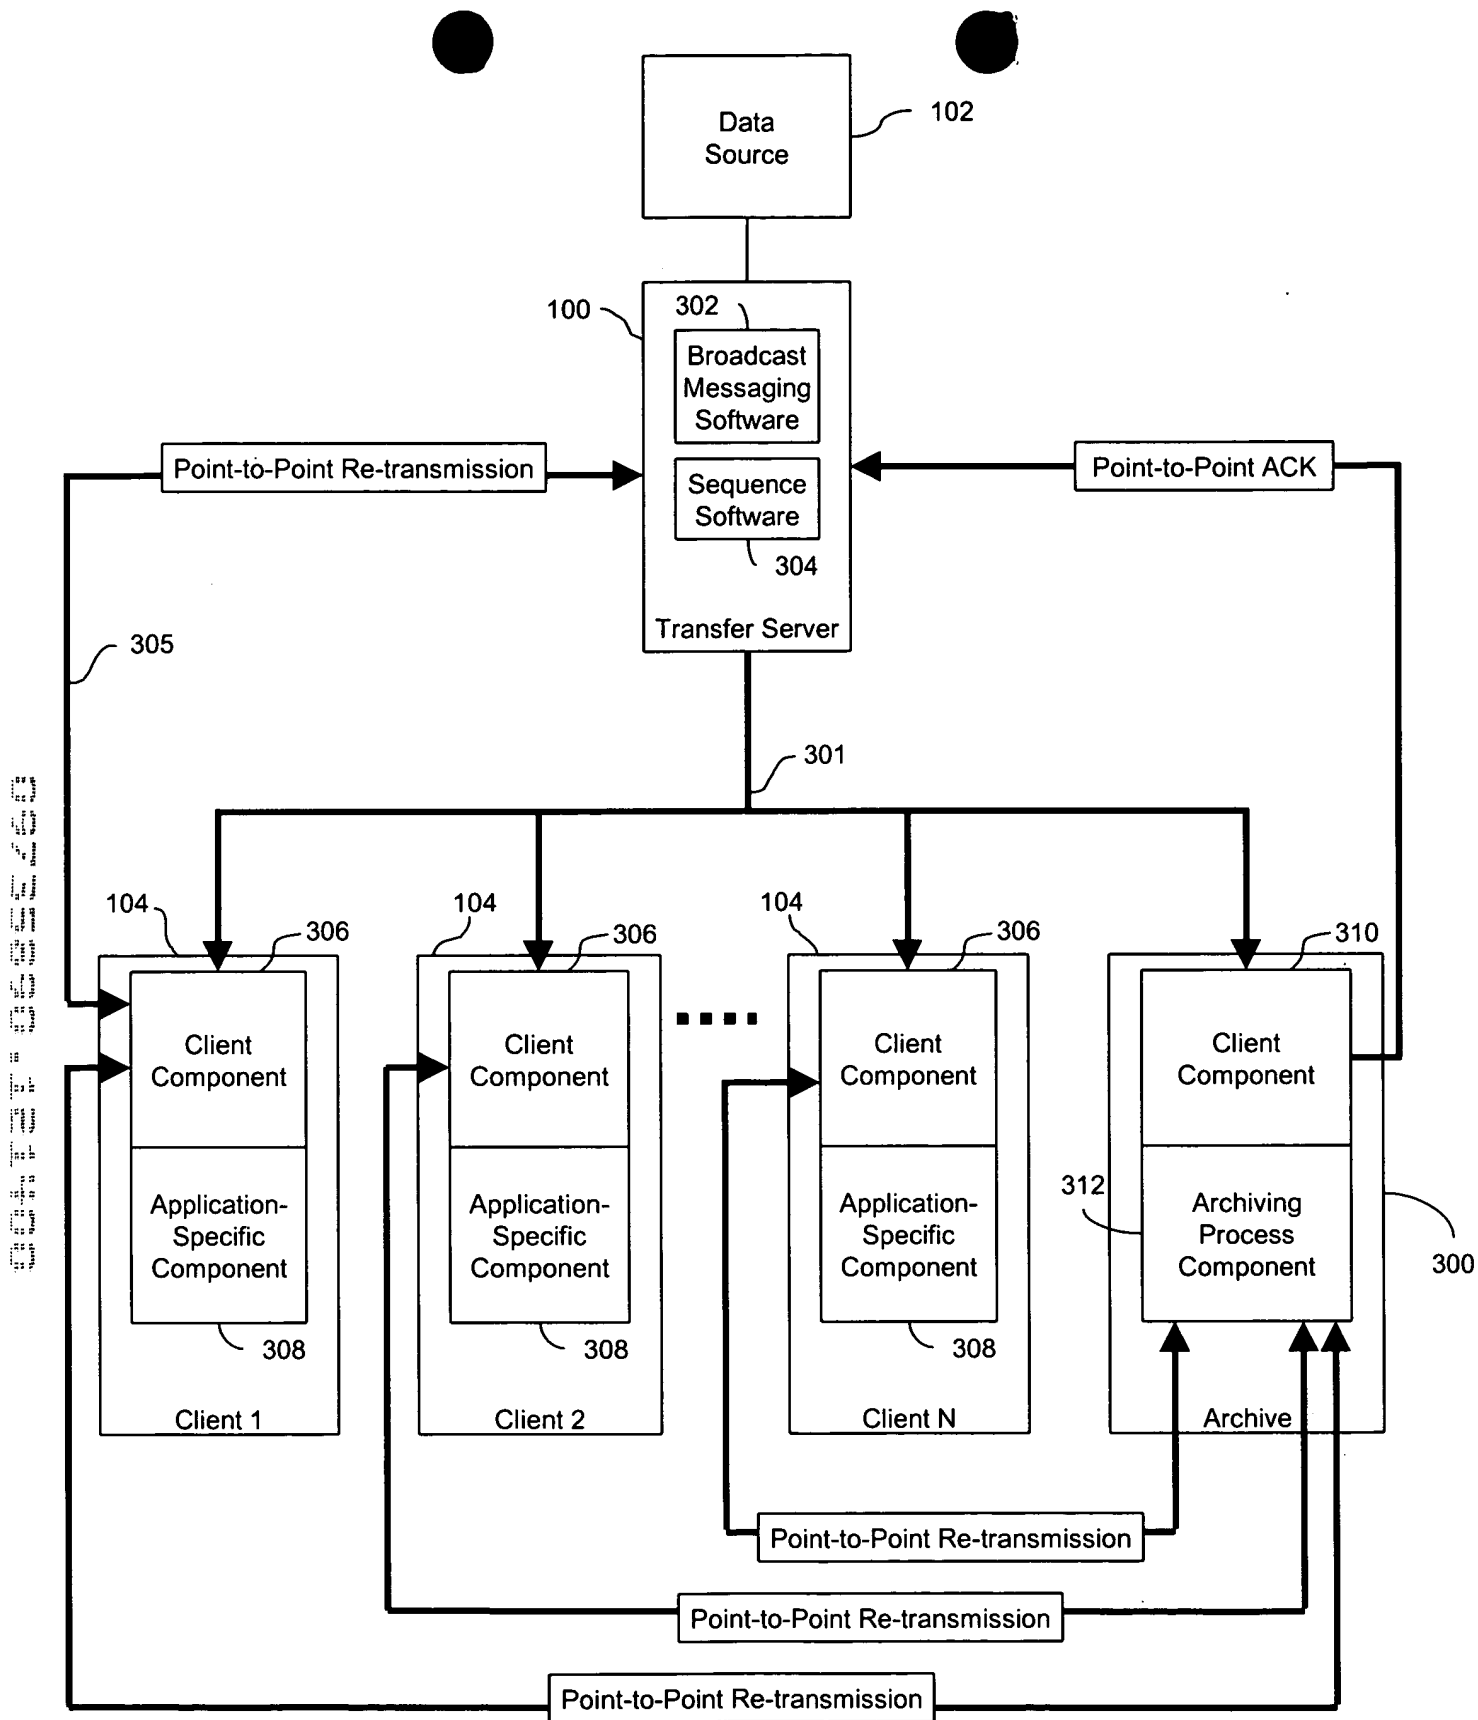 Data
Source
102
100
302
Broadcast
Messaging
Software
Point-to-Point Re-transmission
Point-to-Point ACK
Sequence
Software
304
Transfer Server
305
301
104
306
104
306
104
306
310
Client
Component
Client
Component
Client
Component
Client
Component
Application-
Specific
Component
Application-
Specific
Component
Application-
Specific
Component
312
Archiving
Process
Component
300
308
308
308
Client 1
Client 2
Client N
Archive
Point-to-Point Re-transmission
Point-to-Point Re-transmission
Point-to-Point Re-transmission